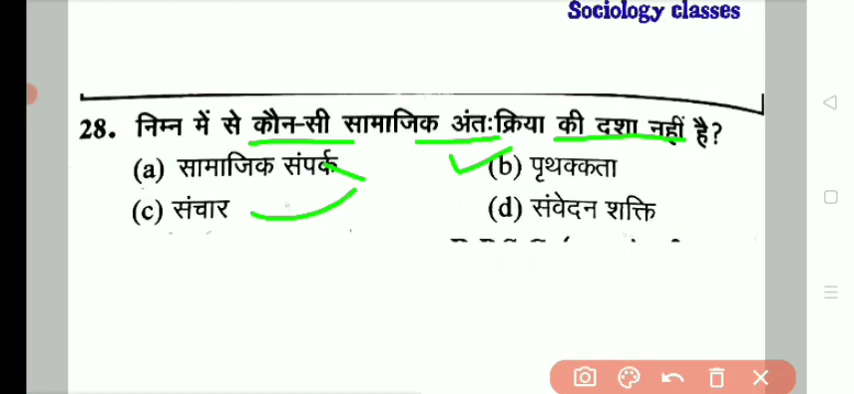 Sociology classes
28. निम्न में से कौन-सी सामाजिक अंतःक्रिया की दशा नहीं है?
(a) सामाजिक संपर्क (b) पृथक्कता
(c) संचार (d) संवेदन शक्ति